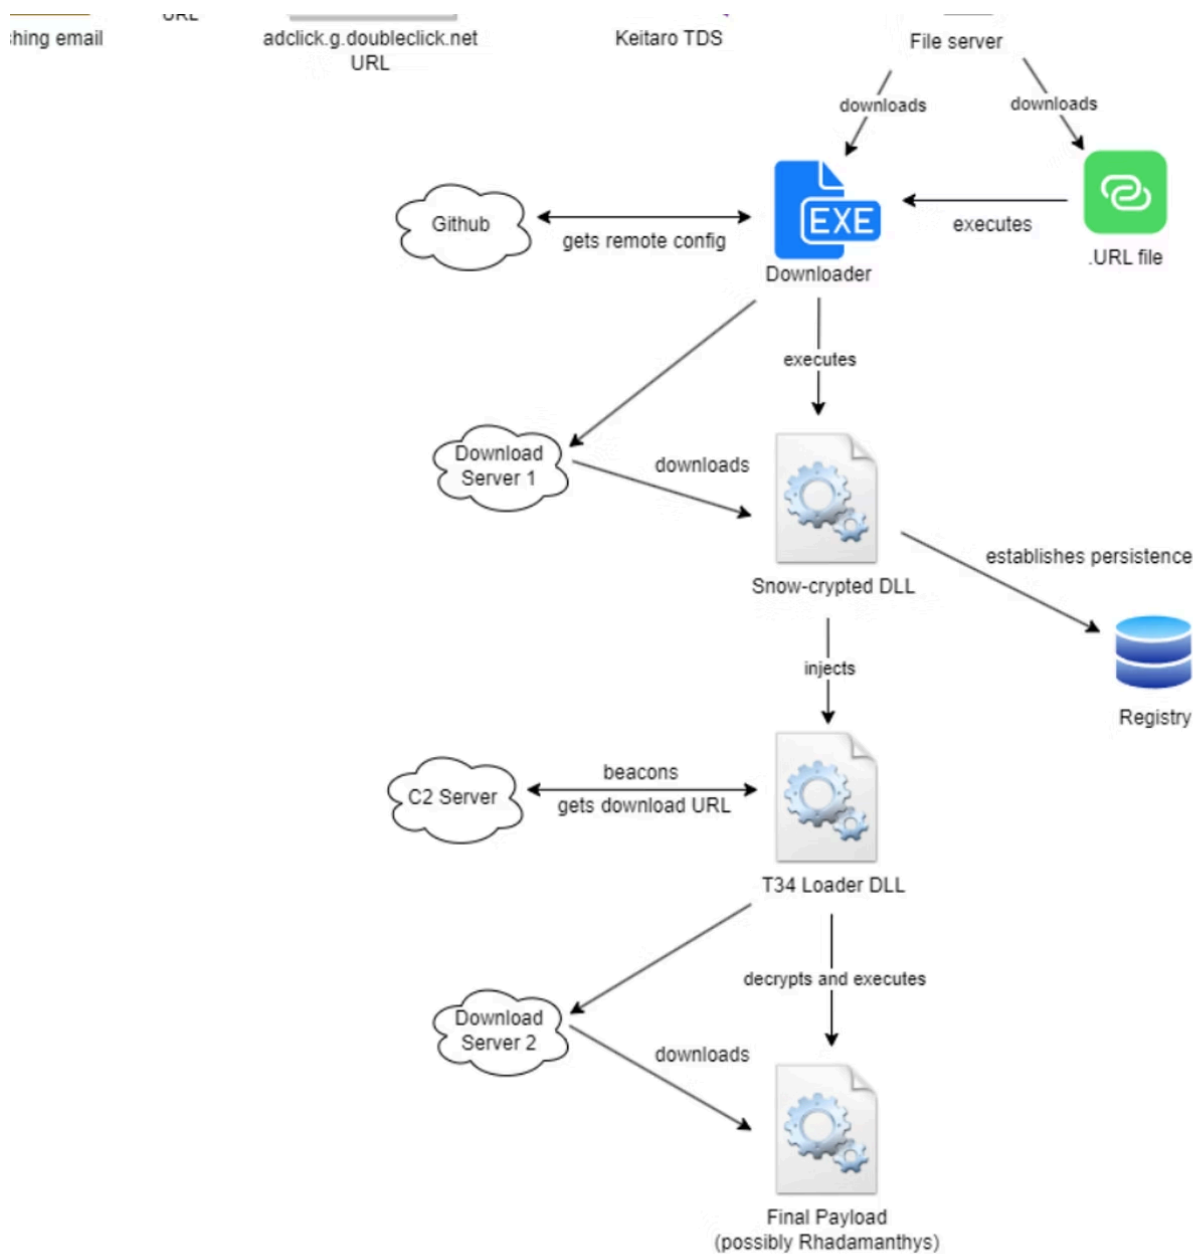 URL
shing email
adclick.g.doubleclick.net
URL
Keitaro TDS
File server
downloads
downloads
Github
gets remote config
EXE
executes
Downloader
.URL file
executes
Download
Server 1
downloads
Snow-crypted DLL
establishes persistence
injects
Registry
C2 Server
beacons
gets download URL
T34 Loader DLL
decrypts and executes
Download
Server 2
downloads
Final Payload
(possibly Rhadamanthys)